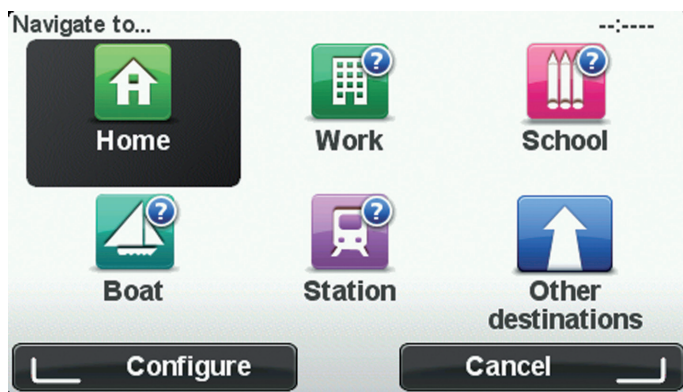 Navigate to...
--:----
Home
Work
School
Boat
Station
Other
destinations
Configure
Cancel